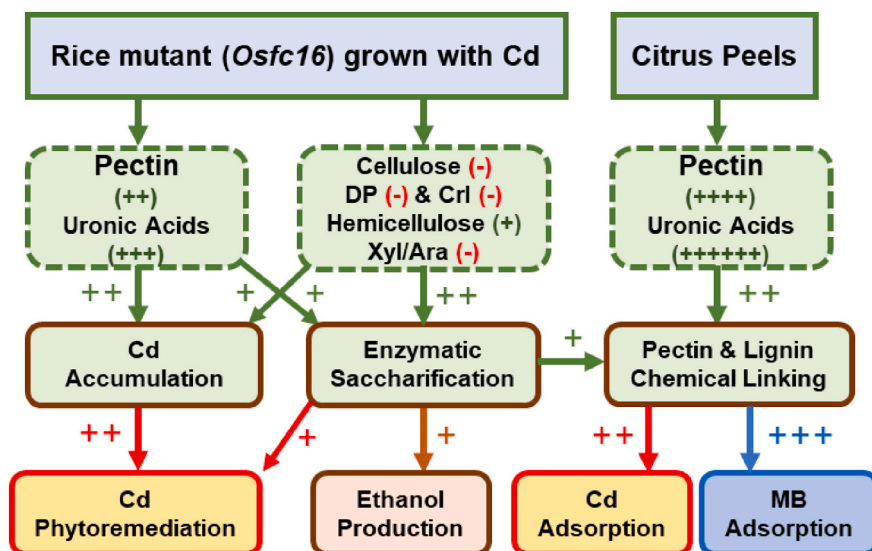 Rice mutant (Osfc16) grown with Cd
Citrus Peels
Pectin
(++)
Uronic Acids
(+++)
Cellulose (-)
DP (-) & Crl (-)
Hemicellulose (+)
Xyl/Ara (-)
Pectin
(++++)
Uronic Acids
(++++++)
++
+
+
++
++
Cd
Accumulation
Enzymatic
Saccharification
+
Pectin & Lignin
Chemical Linking
++
+
+
++
+++
Cd
Phytoremediation
Ethanol
Production
Cd
Adsorption
MB
Adsorption